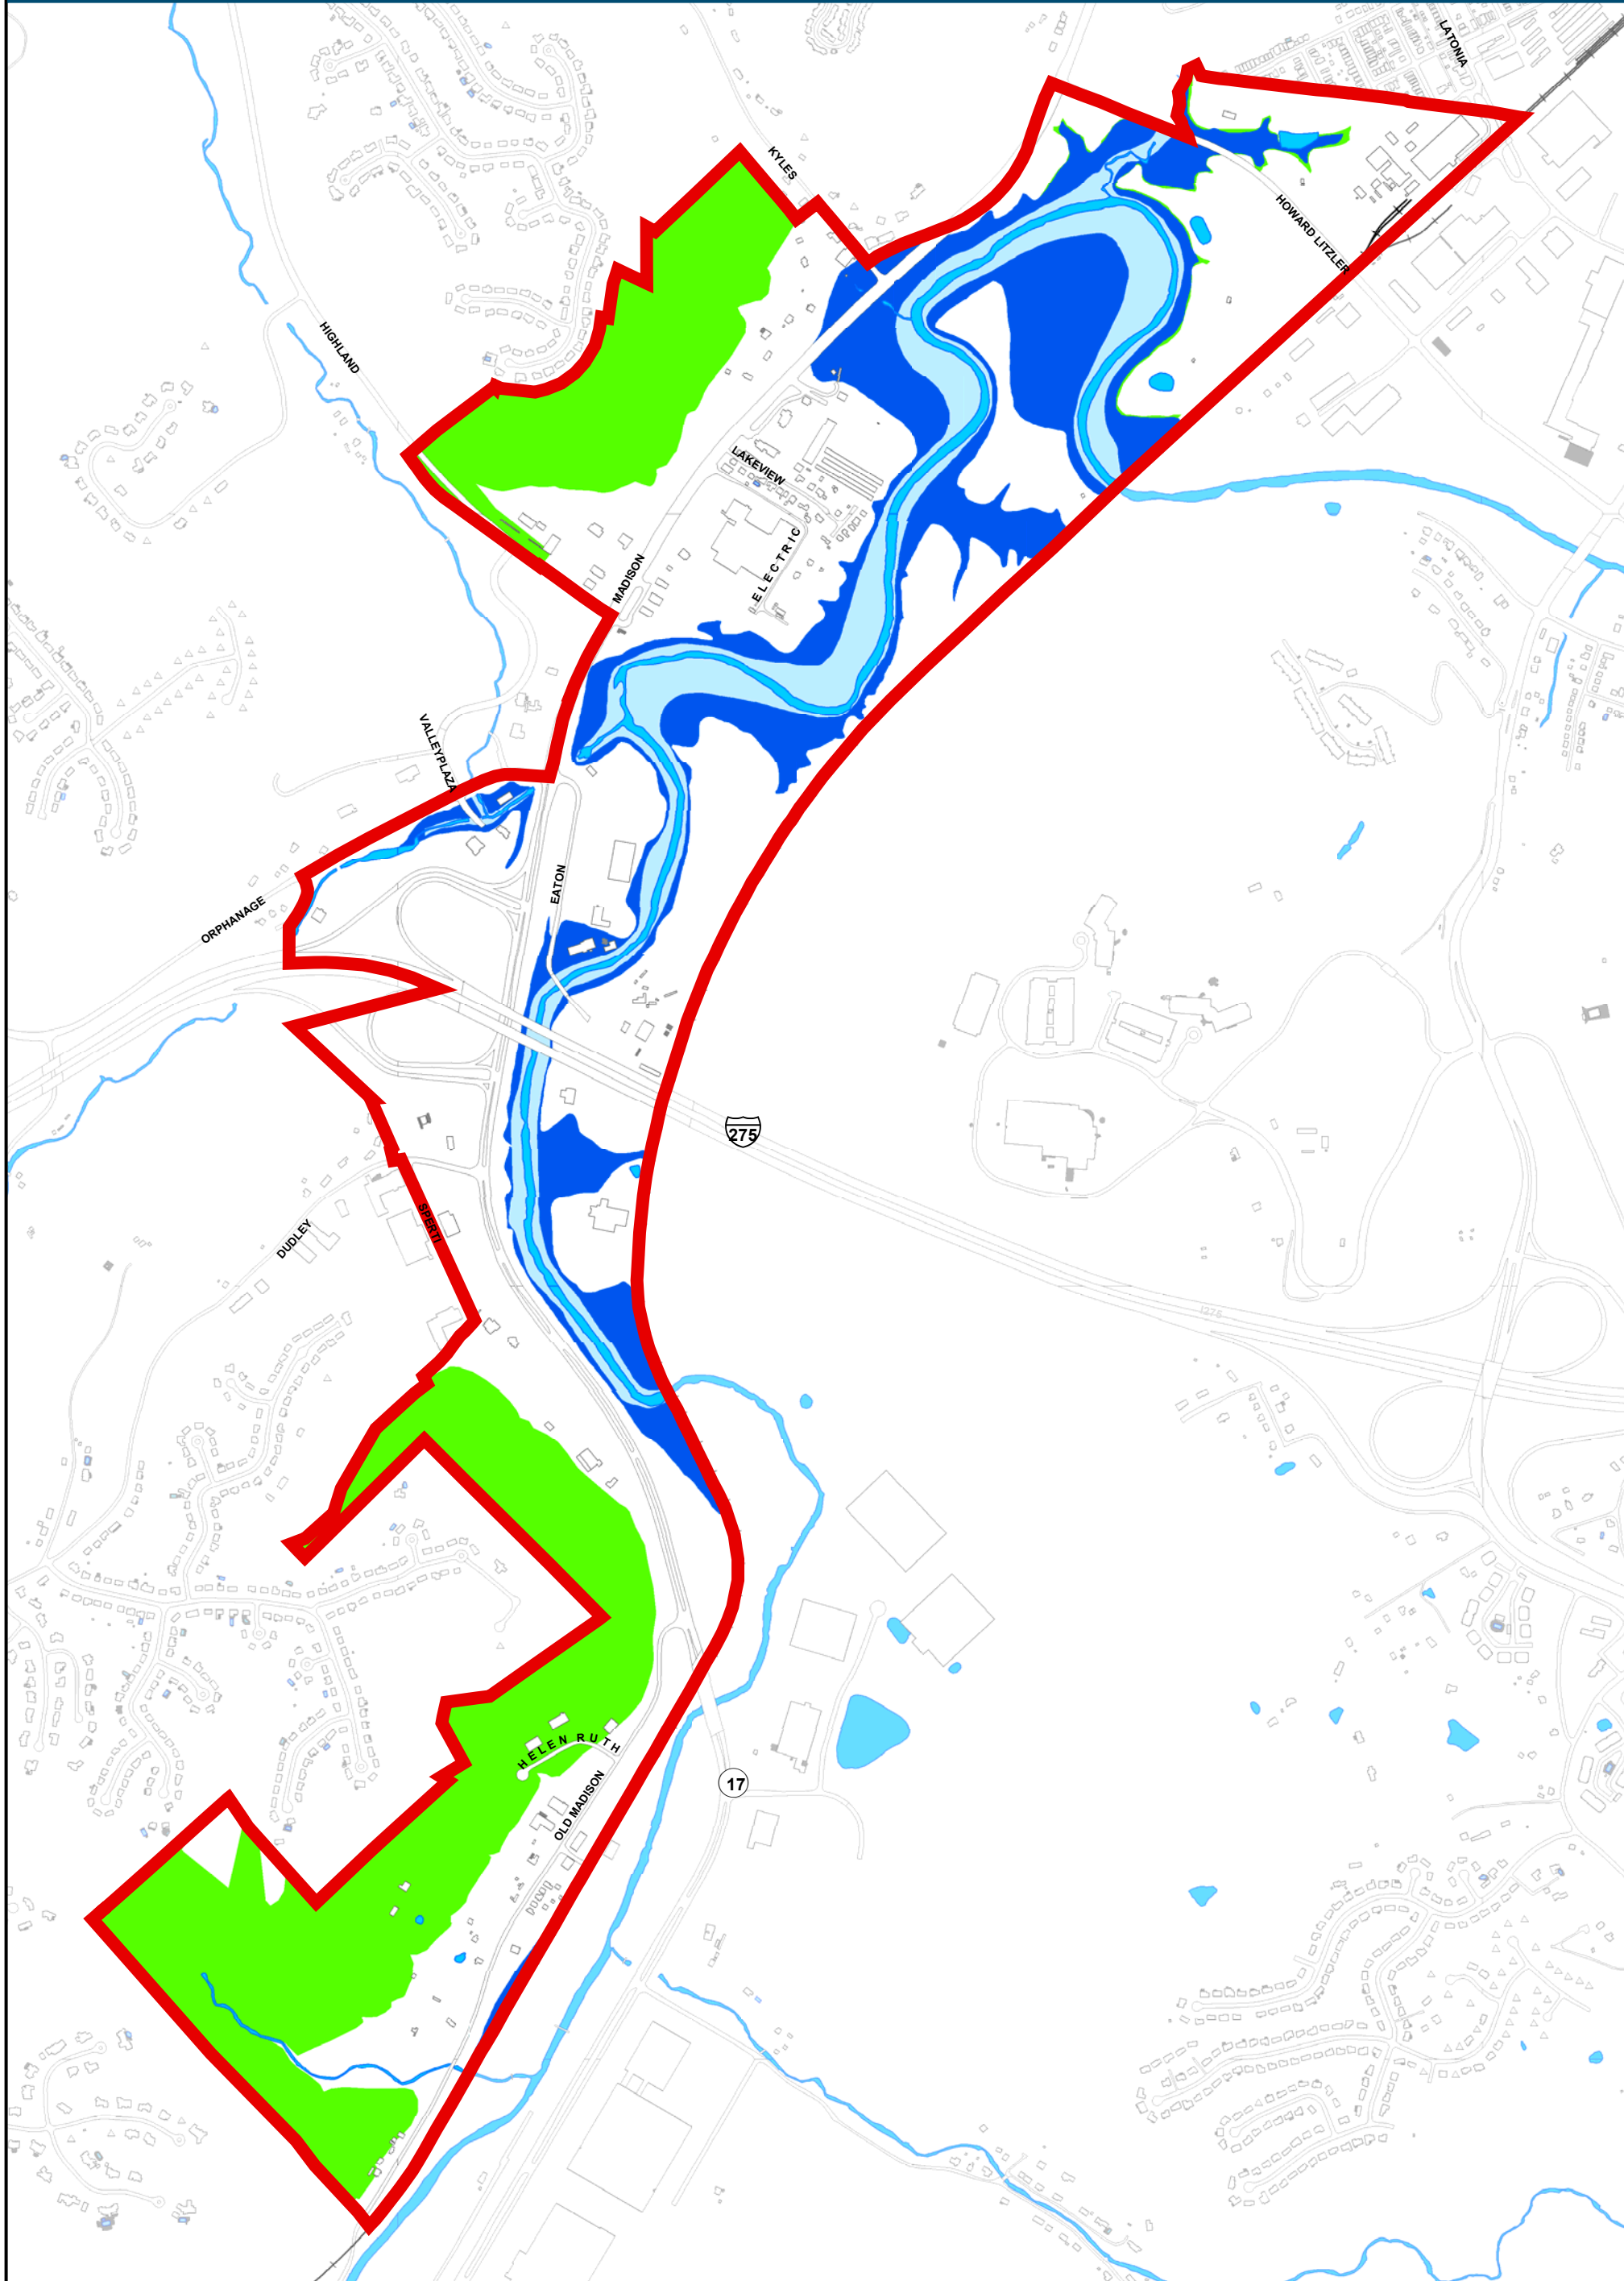 LATONIA
KYLES
HOWARD LITZLER
HIGHLAND
LAKEVIEW
ELECTRIC
MADISON
VALLEYPLAZA
EATON
ORPHANAGE
275
SPERTI
DUDLEY
I275
HELEN RUTH
17
OLD MADISON